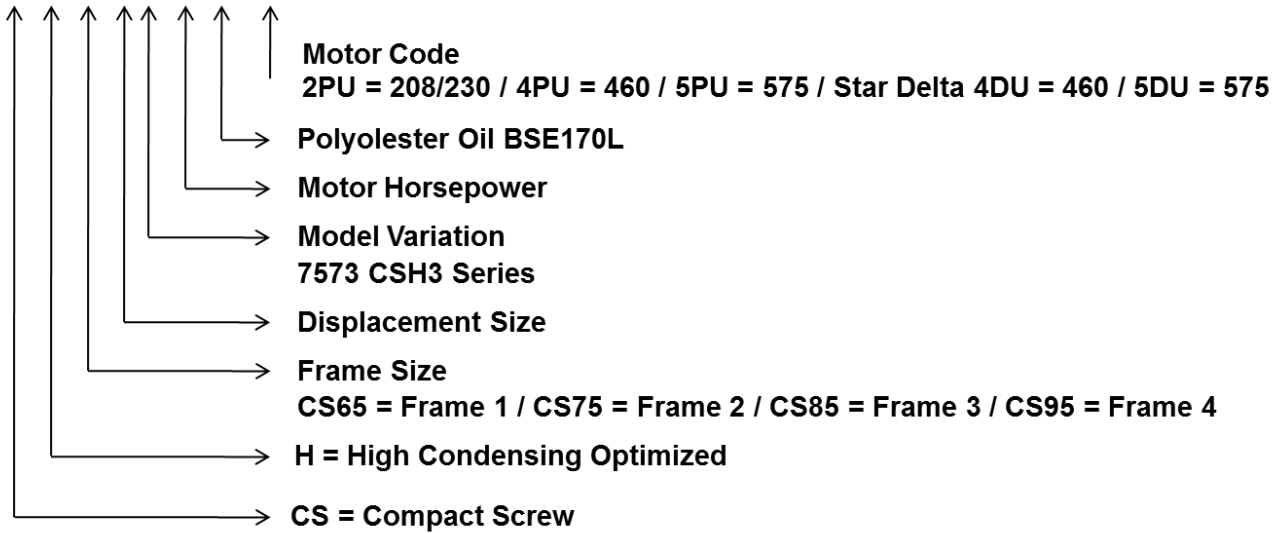 Motor Code
2PU = 208/230 / 4PU = 460 / 5PU = 575 / Star Delta 4DU = 460 / 5DU = 575
Polyolester Oil BSE170L
Motor Horsepower
Model Variation
7573 CSH3 Series
Displacement Size
Frame Size
CS65 = Frame 1 / CS75 = Frame 2 / CS85 = Frame 3 / CS95 = Frame 4
H = High Condensing Optimized
CS = Compact Screw